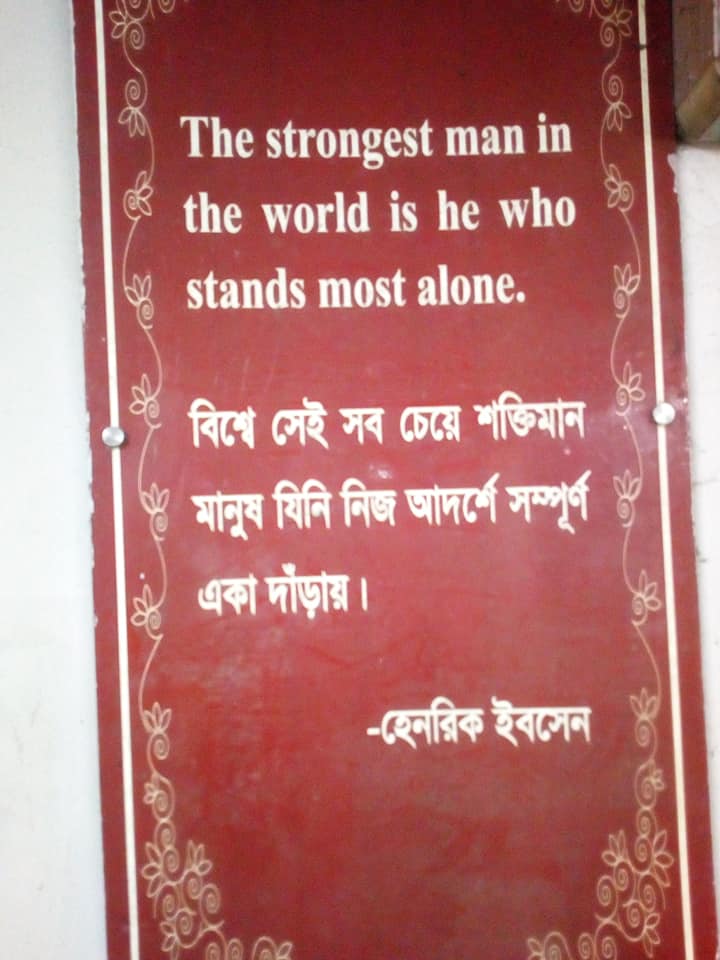 The strongest man in
the world is he who
stands most alone.
বিশ্বে সেই সব চেয়ে শক্তিমান
মানুষ যিনি নিজ আদর্শে সম্পূর্ণ
একা দাঁড়ায়।
-হেনরিক ইবসেন